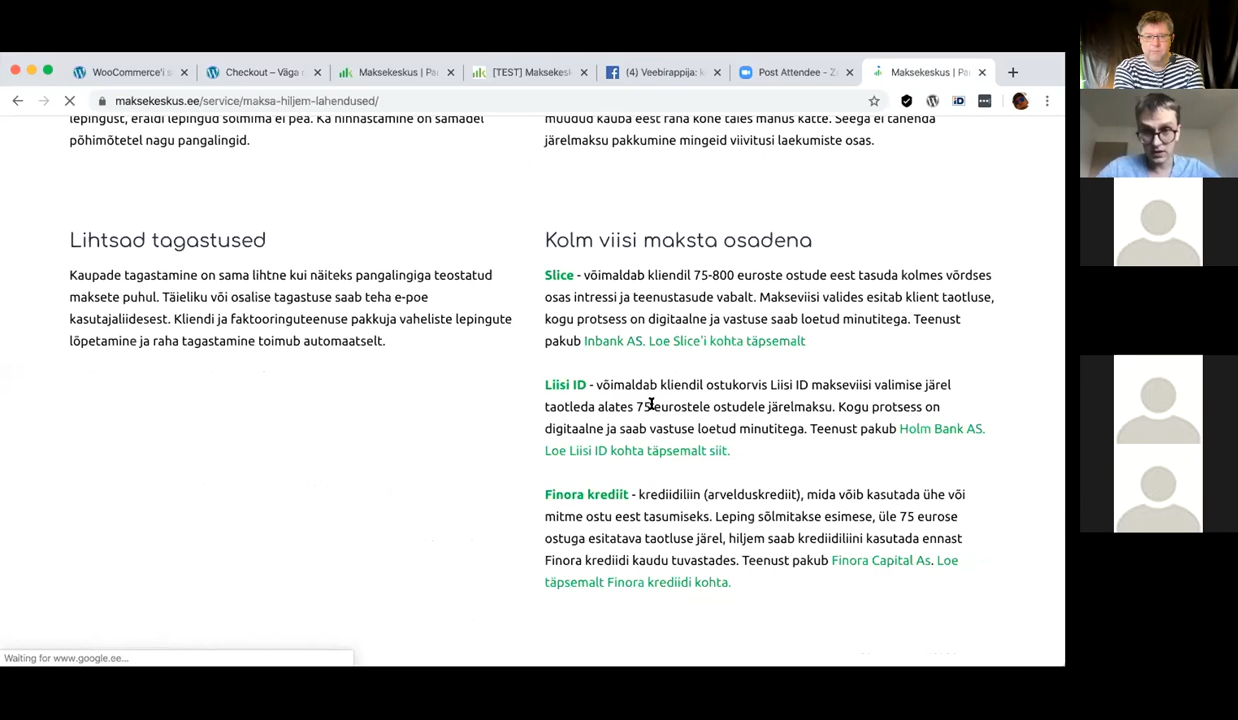 WooCommerce'i s
Checkout – Väga
Maksekeskus | Pa
[TEST] Maksekesk
(4) Veebirappija:
Post Attendee - Z
Maksekeskus | Pa
maksekeskus.ee/service/maksa-hiljem-lahendused/
lepingust, eraldi lepingud sõlmima ei pea. Ka hinnastamine on samadel
põhimõtetel nagu pangalingid.
müüdud kauba eest raha kohe täies mahus kätte. Seega ei tähenda
järelmaksu pakkumine mingeid viivitusi laekumiste osas.
Lihtsad tagastused
Kaupade tagastamine on sama lihtne kui näiteks pangalingiga teostatud
maksete puhul. Täieliku või osalise tagastuse saab teha e-poe
kasutajaliidesest. Kliendi ja faktooringuteenuse pakkuja vaheliste lepingute
lõpetamine ja raha tagastamine toimub automaatselt.
Kolm viisi maksta osadena
Slice - võimaldab kliendil 75-800 euroste ostude eest tasuda kolmes võrdses
osas intressi ja teenustasude vabalt. Makseviisi valides esitab klient taotluse,
kogu protsess on digitaalne ja vastuse saab loetud minutitega. Teenust
pakub Inbank AS. Loe Slice'i kohta täpsemalt
Liisi ID - võimaldab kliendil ostukorvis Liisi ID makseviisi valimise järel
taotleda alates 75 eurostele ostudele järelmaksu. Kogu protsess on
digitaalne ja saab vastuse loetud minutitega. Teenust pakub Holm Bank AS.
Loe Liisi ID kohta täpsemalt siit.
Finora krediit - krediidiliin (arvelduskrediit), mida võib kasutada ühe või
mitme ostu eest tasumiseks. Leping sõlmitakse esimese, üle 75 eurose
ostuga esitatava taotluse järel, hiljem saab krediidiliini kasutada ennast
Finora krediidi kaudu tuvastades. Teenust pakub Finora Capital As. Loe
täpsemalt Finora krediidi kohta.
Waiting for www.google.ee...